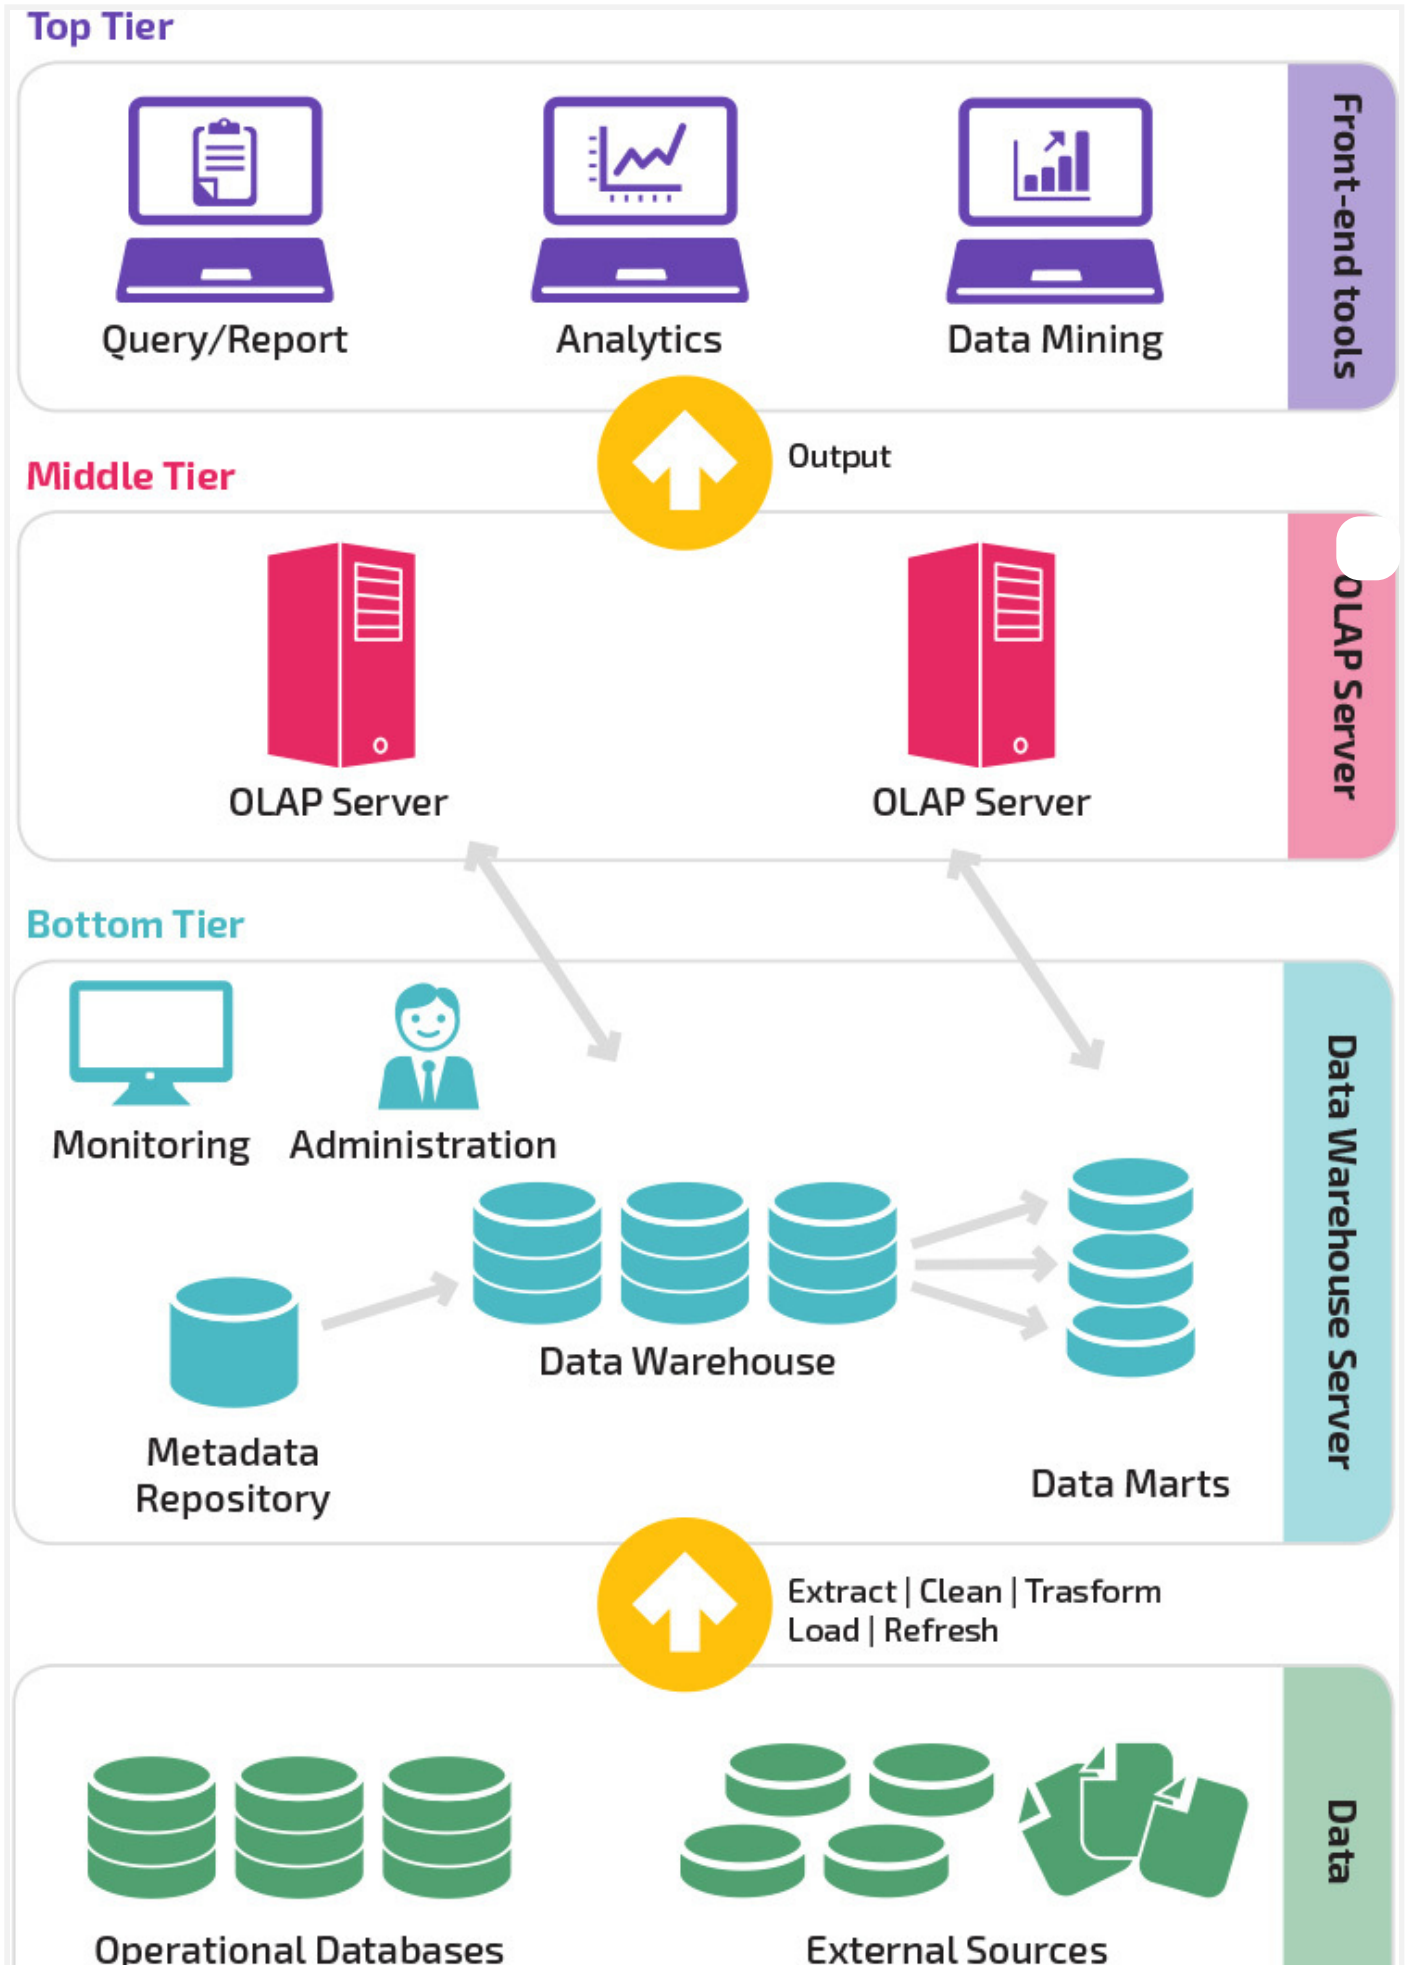 Top Tier
Query/Report
Analytics
Data Mining
Front-end tools
Output
Middle Tier
OLAP Server
OLAP Server
OLAP Server
Bottom Tier
Monitoring
Administration
Data Warehouse
Metadata
Repository
Data Marts
Data Warehouse Server
Extract | Clean | Trasform
Load | Refresh
Operational Databases
External Sources
Data